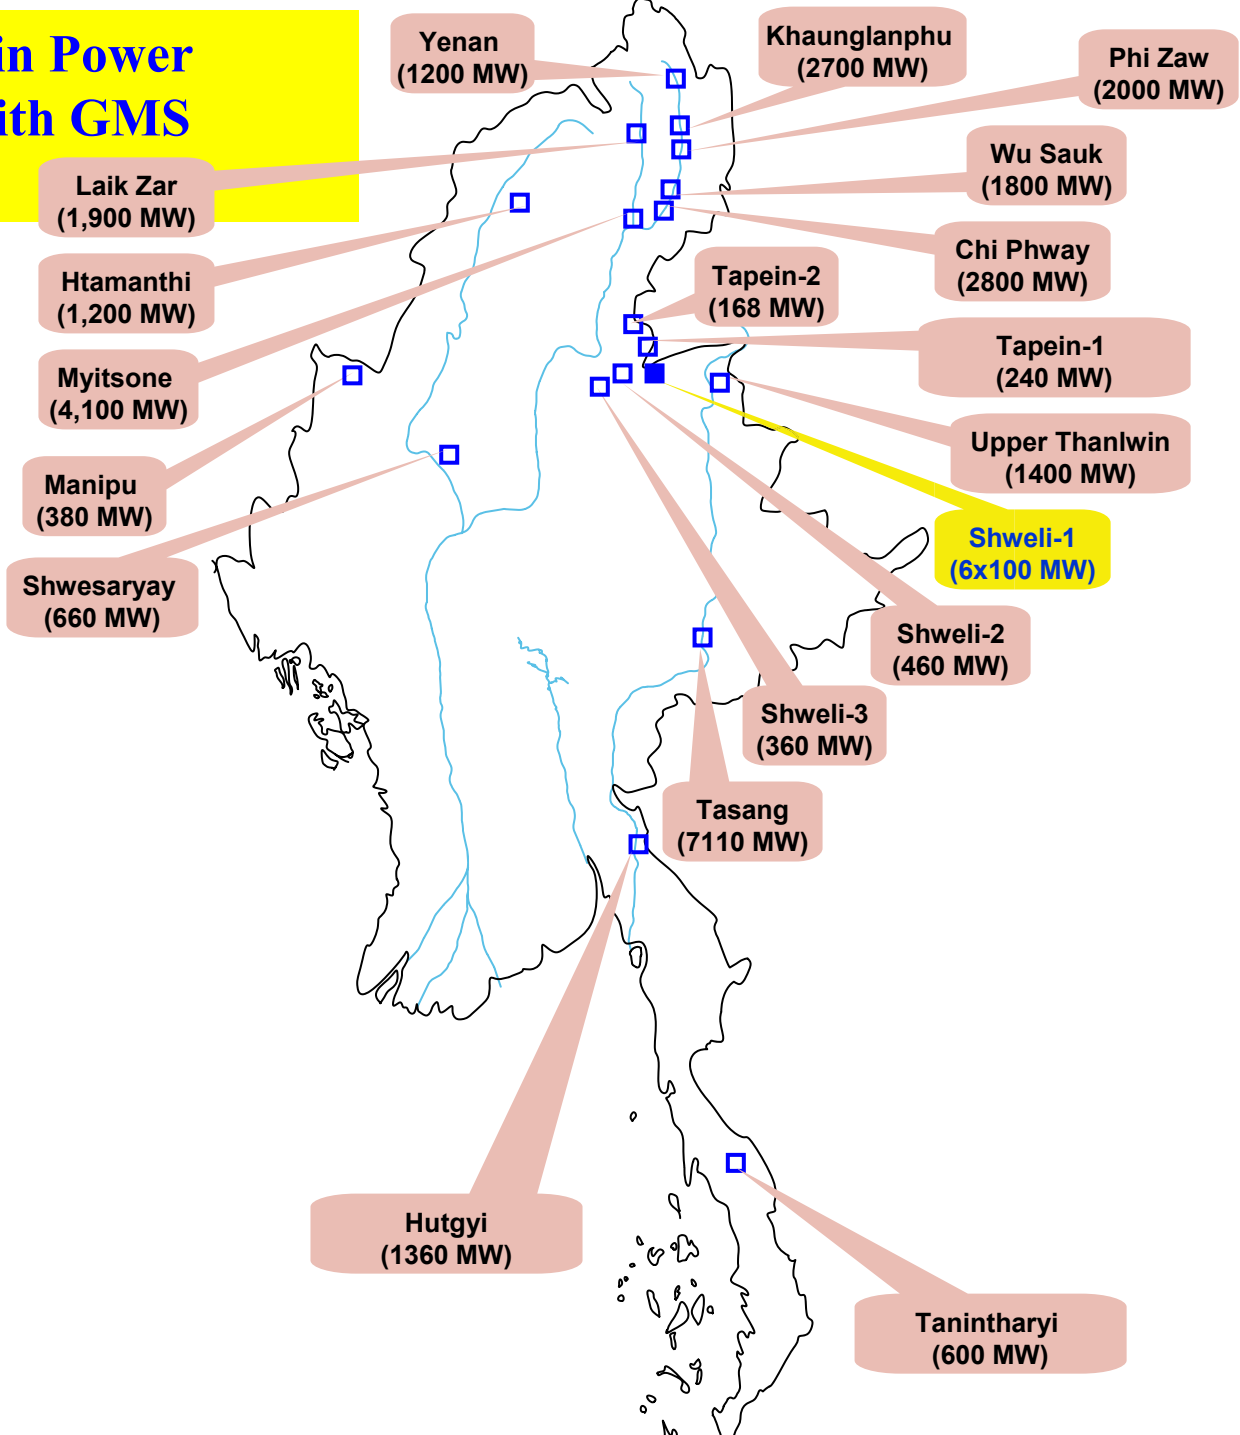 in Power
ith GMS
Yenan
(1200 MW)
Khaunglanphu
(2700 MW)
Phi Zaw
(2000 MW)
Laik Zar
(1,900 MW)
Wu Sauk
(1800 MW)
Htamanthi
(1,200 MW)
Chi Phway
(2800 MW)
Tapein-2
(168 MW)
Myitsone
(4,100 MW)
Tapein-1
(240 MW)
Upper Thanlwin
(1400 MW)
Manipu
(380 MW)
Shweli-1
(6x100 MW)
Shwesaryay
(660 MW)
Shweli-2
(460 MW)
Shweli-3
(360 MW)
Tasang
(7110 MW)
Hutgyi
(1360 MW)
Tanintharyi
(600 MW)